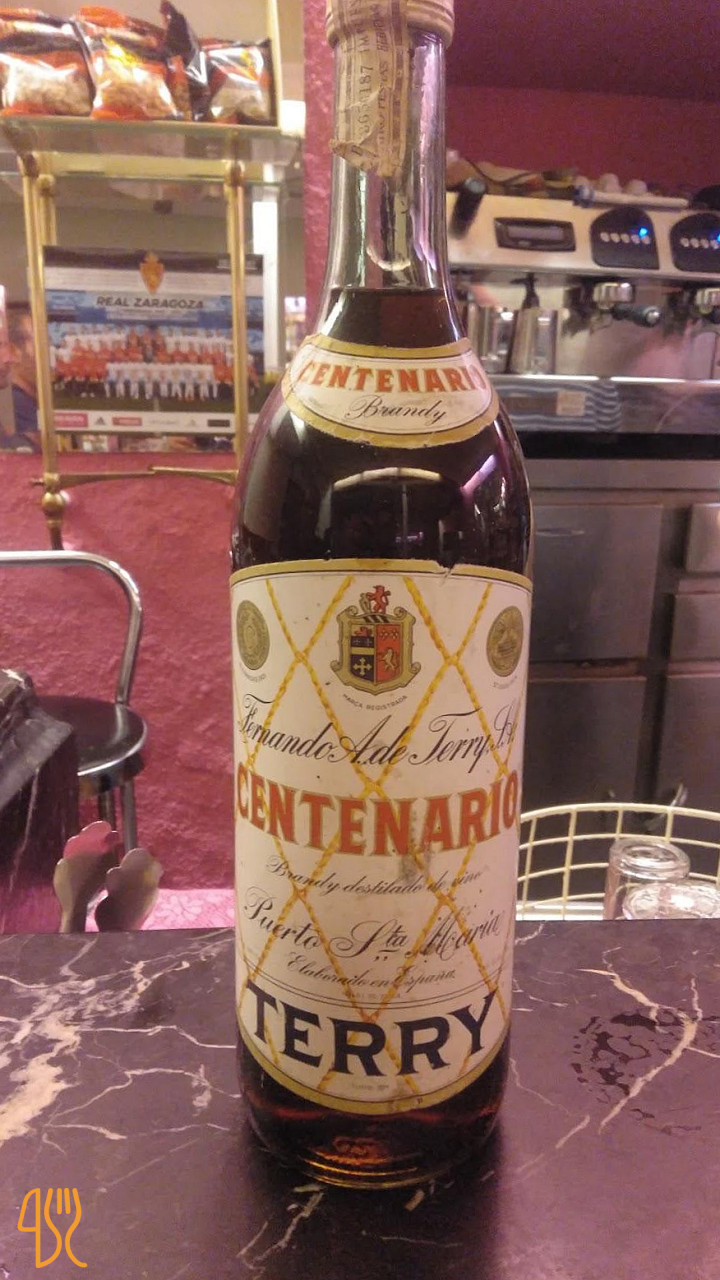 REAL ZARAGOZA
CENTENARIO
Brandy
MARCA REGISTRADA
Fernando A. de Terry, S.A.
CENTENARIO
Brandy destilado de vino
Puerto Sta Maria
Elaborado en España
TERRY